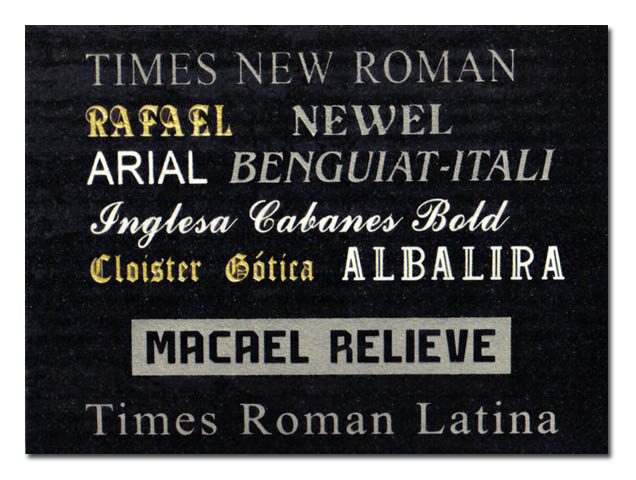 TIMES NEW ROMAN
RAFAEL NEWEL
ARIAL BENGUIAT-ITALI
Inglesa Cabanes Bold
Cloister Gótica ALBALIRA
MACAEL RELIEVE
Times Roman Latina